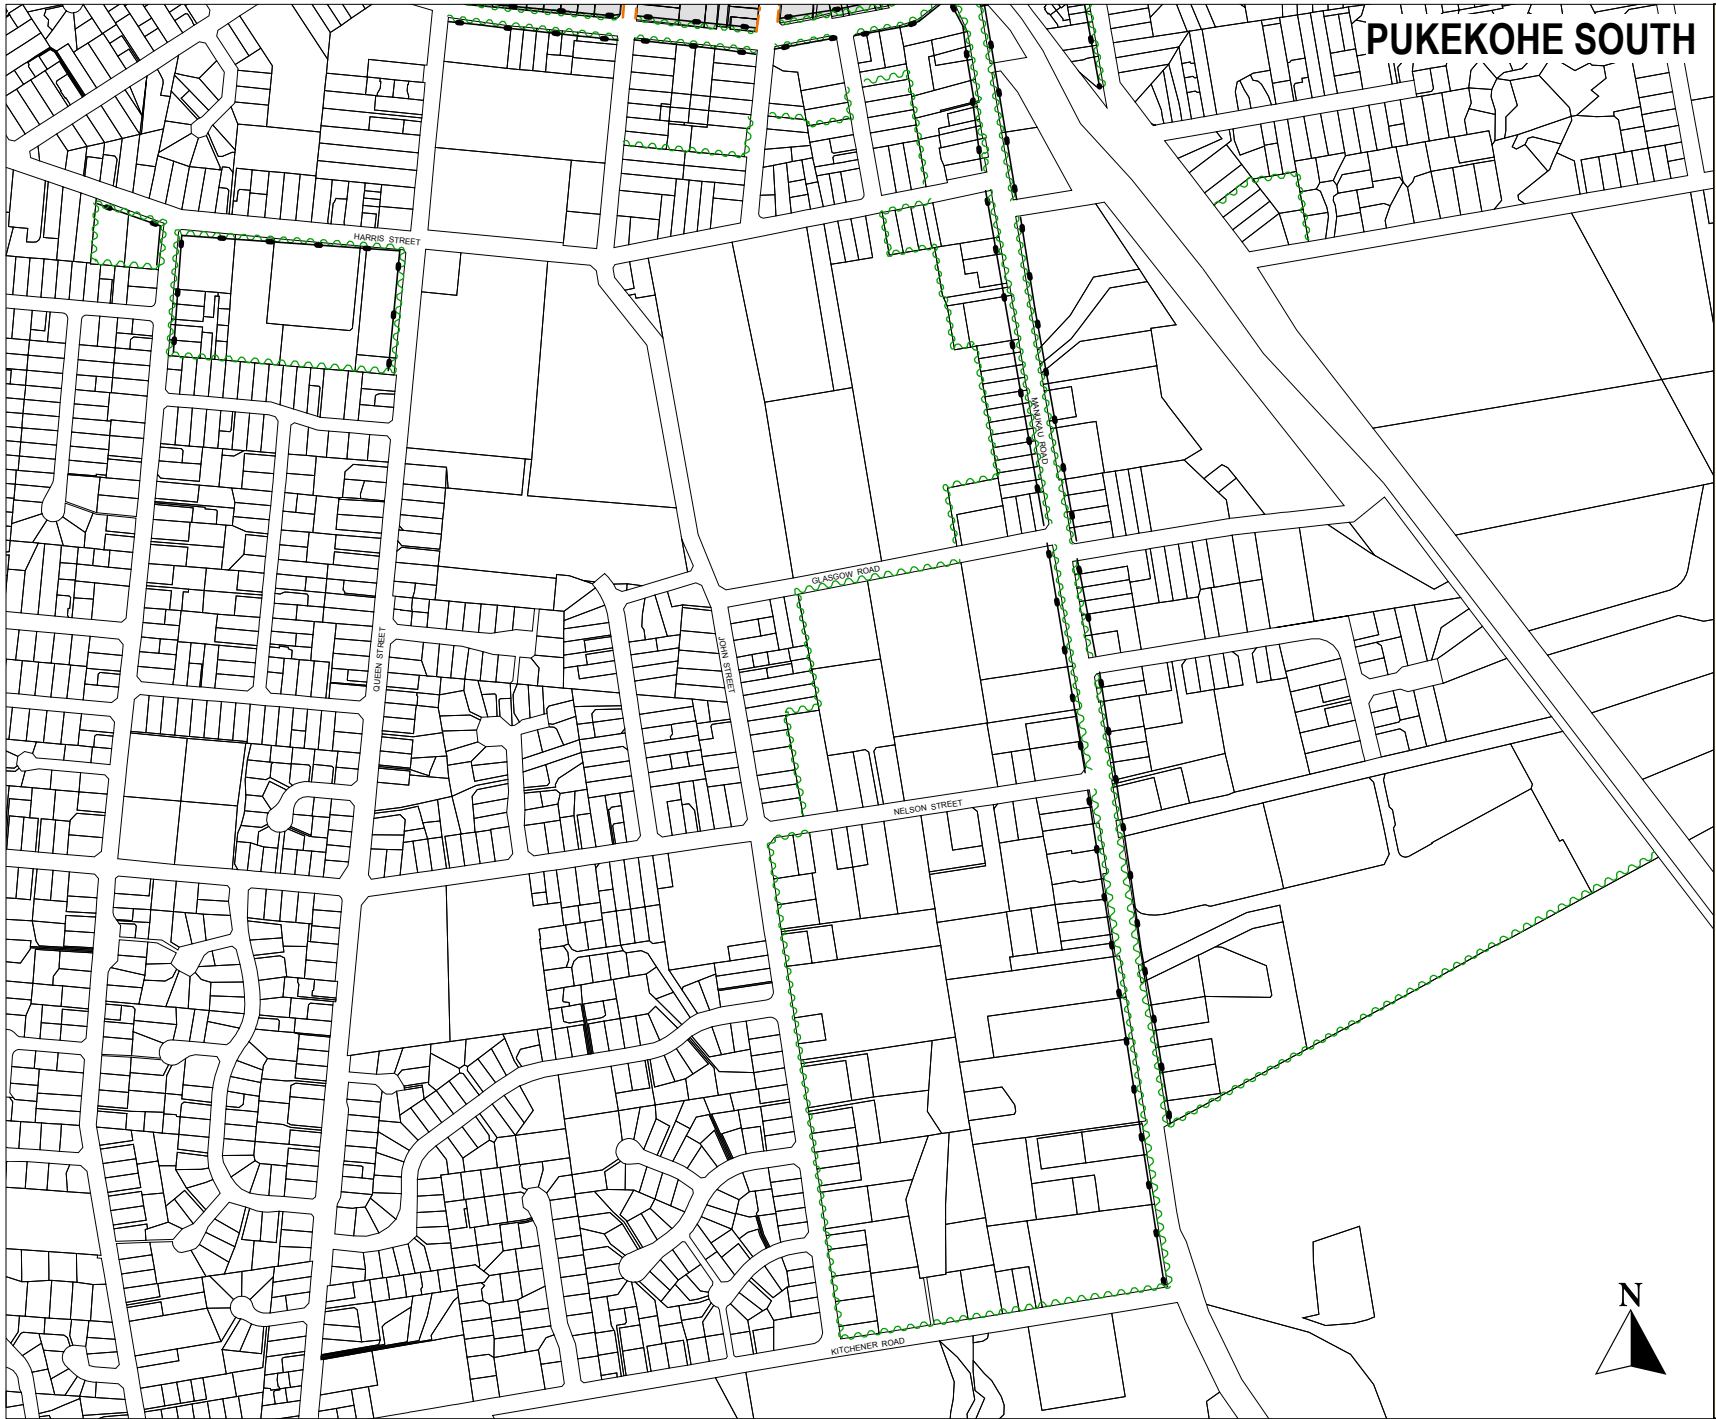 PUKEKOHE SOUTH
HARRIS STREET
MANUKAU ROAD
GLASGOW ROAD
QUEEN STREET
JOHN STREET
NELSON STREET
N
KITCHENER ROAD